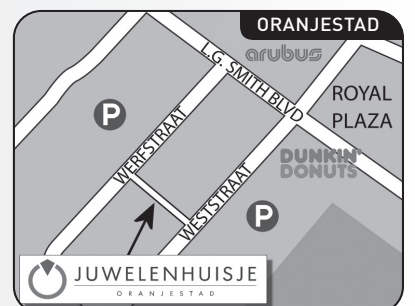 ORANJESTAD
arubus
L.G. SMITH BLVD
ROYAL
PLAZA
P
WERFSTRAAT
DUNKIN'
DONUTS
WESTSTRAAT
P
JUWELENHUISJE
ORANJESTAD